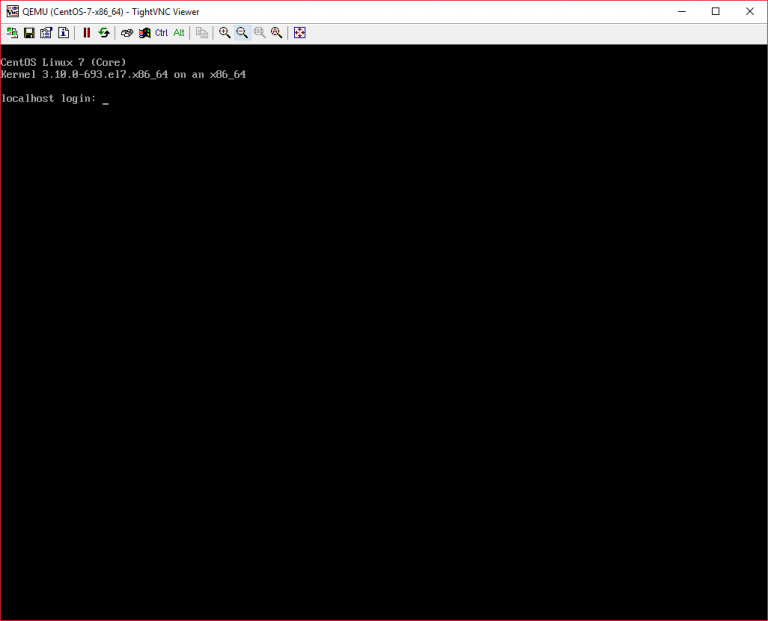 QEMU (CentOS-7-x86_64) - TightVNC Viewer
Ctrl Alt
CentOS Linux 7 (Core)
Kernel 3.10.0-693.el7.x86_64 on an x86_64
localhost login: _